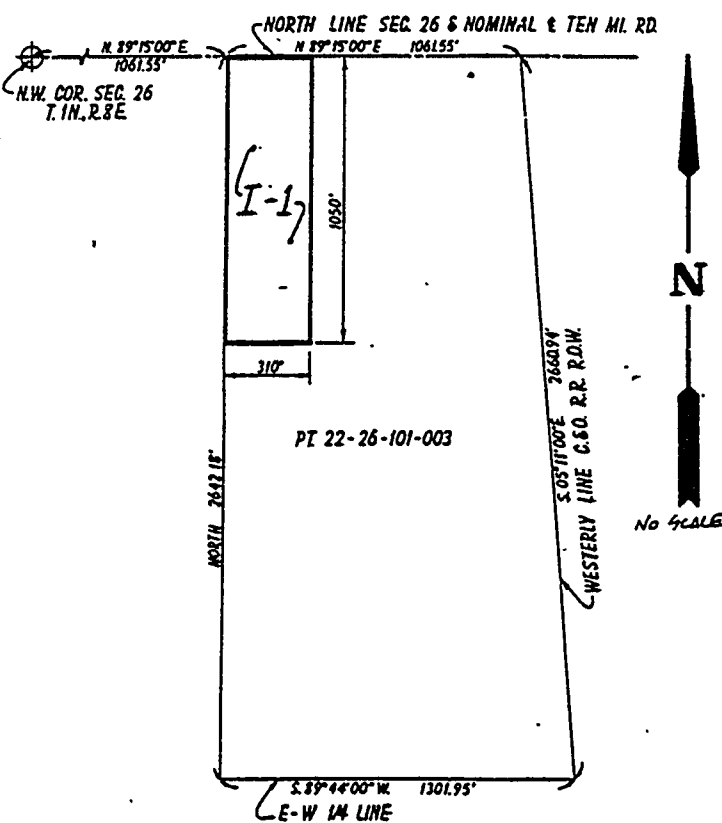 NORTH LINE SEC. 26 & NOMINAL ℄ TEN MI. RD.
N. 89°15'00"E
1061.55'
N 89°15'00"E 1061.55'
N.W. COR. SEC. 26
T. 1N., R.8E.
I-1
1050'
310'
N
NO SCALE
PT. 22-26-101-003
NORTH 2642.18'
S. 05°11'00"E 2660.94'
WESTERLY LINE C.&O. R.R. R.O.W.
S. 89°44'00"W. 1301.95'
E-W 1/4 LINE